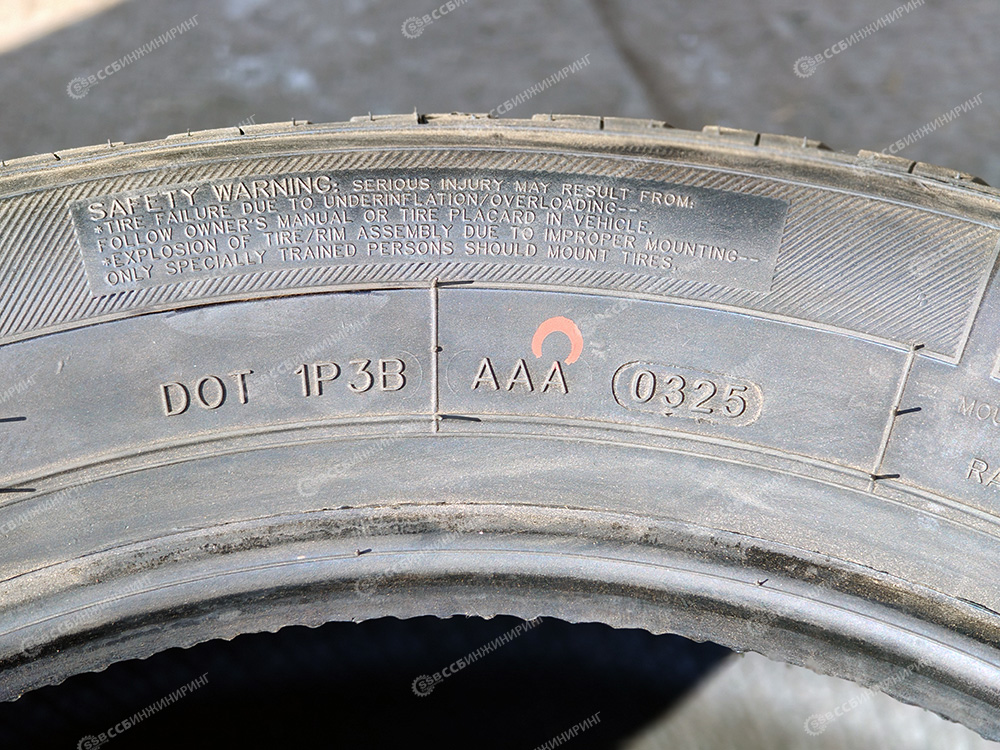 SAFETY WARNING: SERIOUS INJURY MAY RESULT FROM:
*TIRE FAILURE DUE TO UNDERINFLATION/OVERLOADING--
FOLLOW OWNER'S MANUAL OR TIRE PLACARD IN VEHICLE.
*EXPLOSION OF TIRE/RIM ASSEMBLY DUE TO IMPROPER MOUNTING--
ONLY SPECIALLY TRAINED PERSONS SHOULD MOUNT TIRES.
DOT 1P3B AAA 0325
ССБИНЖИНИРИНГ